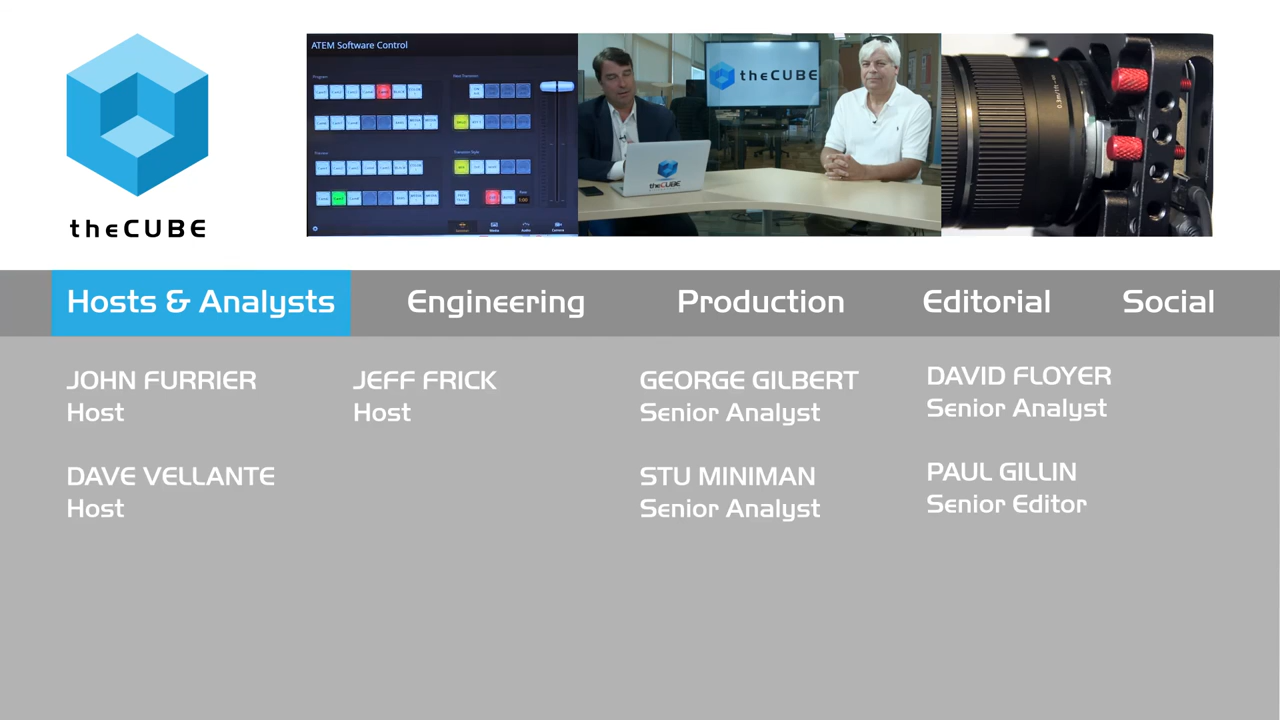 theCUBE
ATEM Software Control
theCUBE
theCUBE
Hosts & Analysts
Engineering
Production
Editorial
Social
JOHN FURRIER
Host
JEFF FRICK
Host
GEORGE GILBERT
Senior Analyst
DAVID FLOYER
Senior Analyst
DAVE VELLANTE
Host
STU MINIMAN
Senior Analyst
PAUL GILLIN
Senior Editor